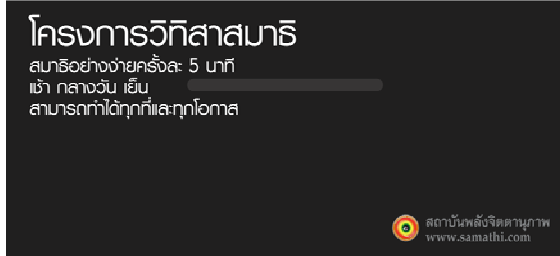 โครงการวิทิสาสมาธิ
สมาธิอย่างง่ายครั้งละ 5 นาที
เช้า กลางวัน เย็น
สามารถทำได้ทุกที่และทุกโอกาส
สถาบันพลังจิตตานุภาพ
www.samathi.com